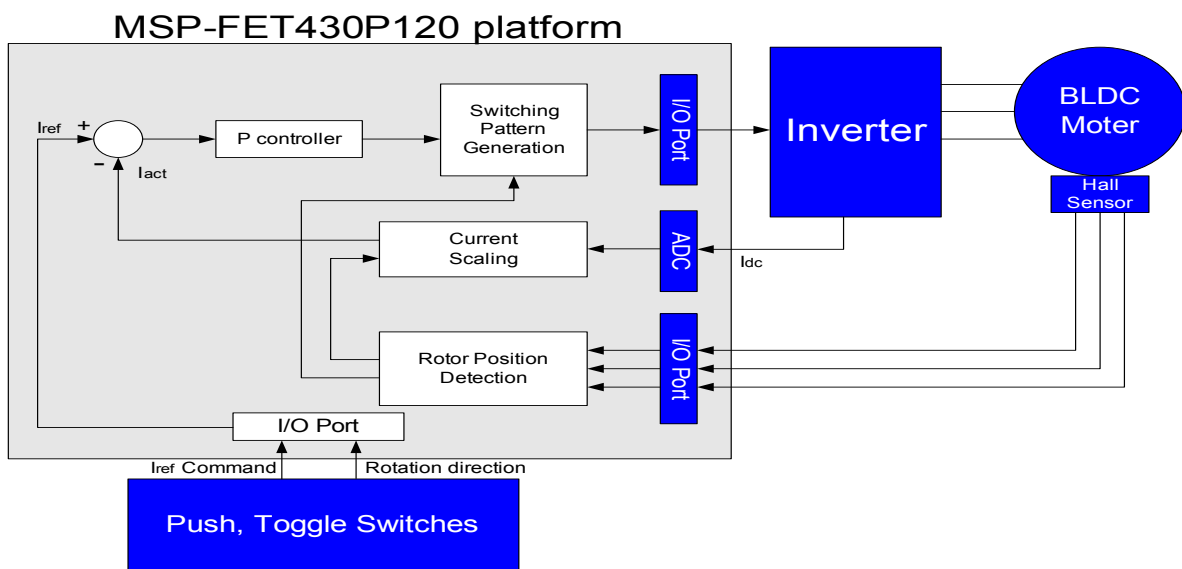 MSP-FET430P120 platform
Iref
+
-
Iact
P controller
Switching
Pattern
Generation
I/O Port
Inverter
BLDC
Moter
Hall
Sensor
Current
Scaling
ADC
Idc
Rotor Position
Detection
I/O Port
I/O Port
Iref Command
Rotation direction
Push, Toggle Switches